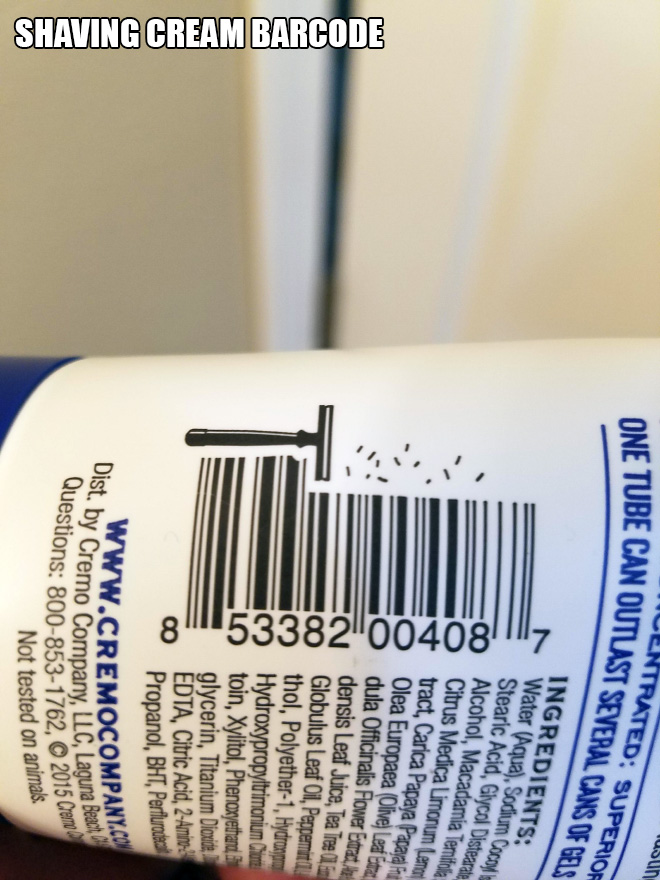 SHAVING CREAM BARCODE
ENTRATED: SUPERIOR
ONE TUBE CAN OUTLAST SEVERAL CANS OF GELS
8 53382 00408 7
INGREDIENTS:
Water (Aqua), Sodium
Stearic Acid, Glycol
Alcohol, Macadamia
Citrus Medica Limonum
tract, Carica Papaya
Olea Europaea (Olive) Leaf
dula Officinalis Flower Extract,
densis Leaf Juice, Tea Tree
Globulus Leaf Oil, Peppermint
thol, Polyether-1,
Hydroxypropyltrimonium
toin, Xylitol, Phenoxyethanol,
glycerin, Titanium Dioxide,
EDTA, Citric Acid,
Propanol, BHT,
WWW.CREMOCOMPANY.CO
Dist. by Cremo Company, LLC, Laguna Beach,
Questions: 800-853-1762, © 2015 Cremo
Not tested on animals.